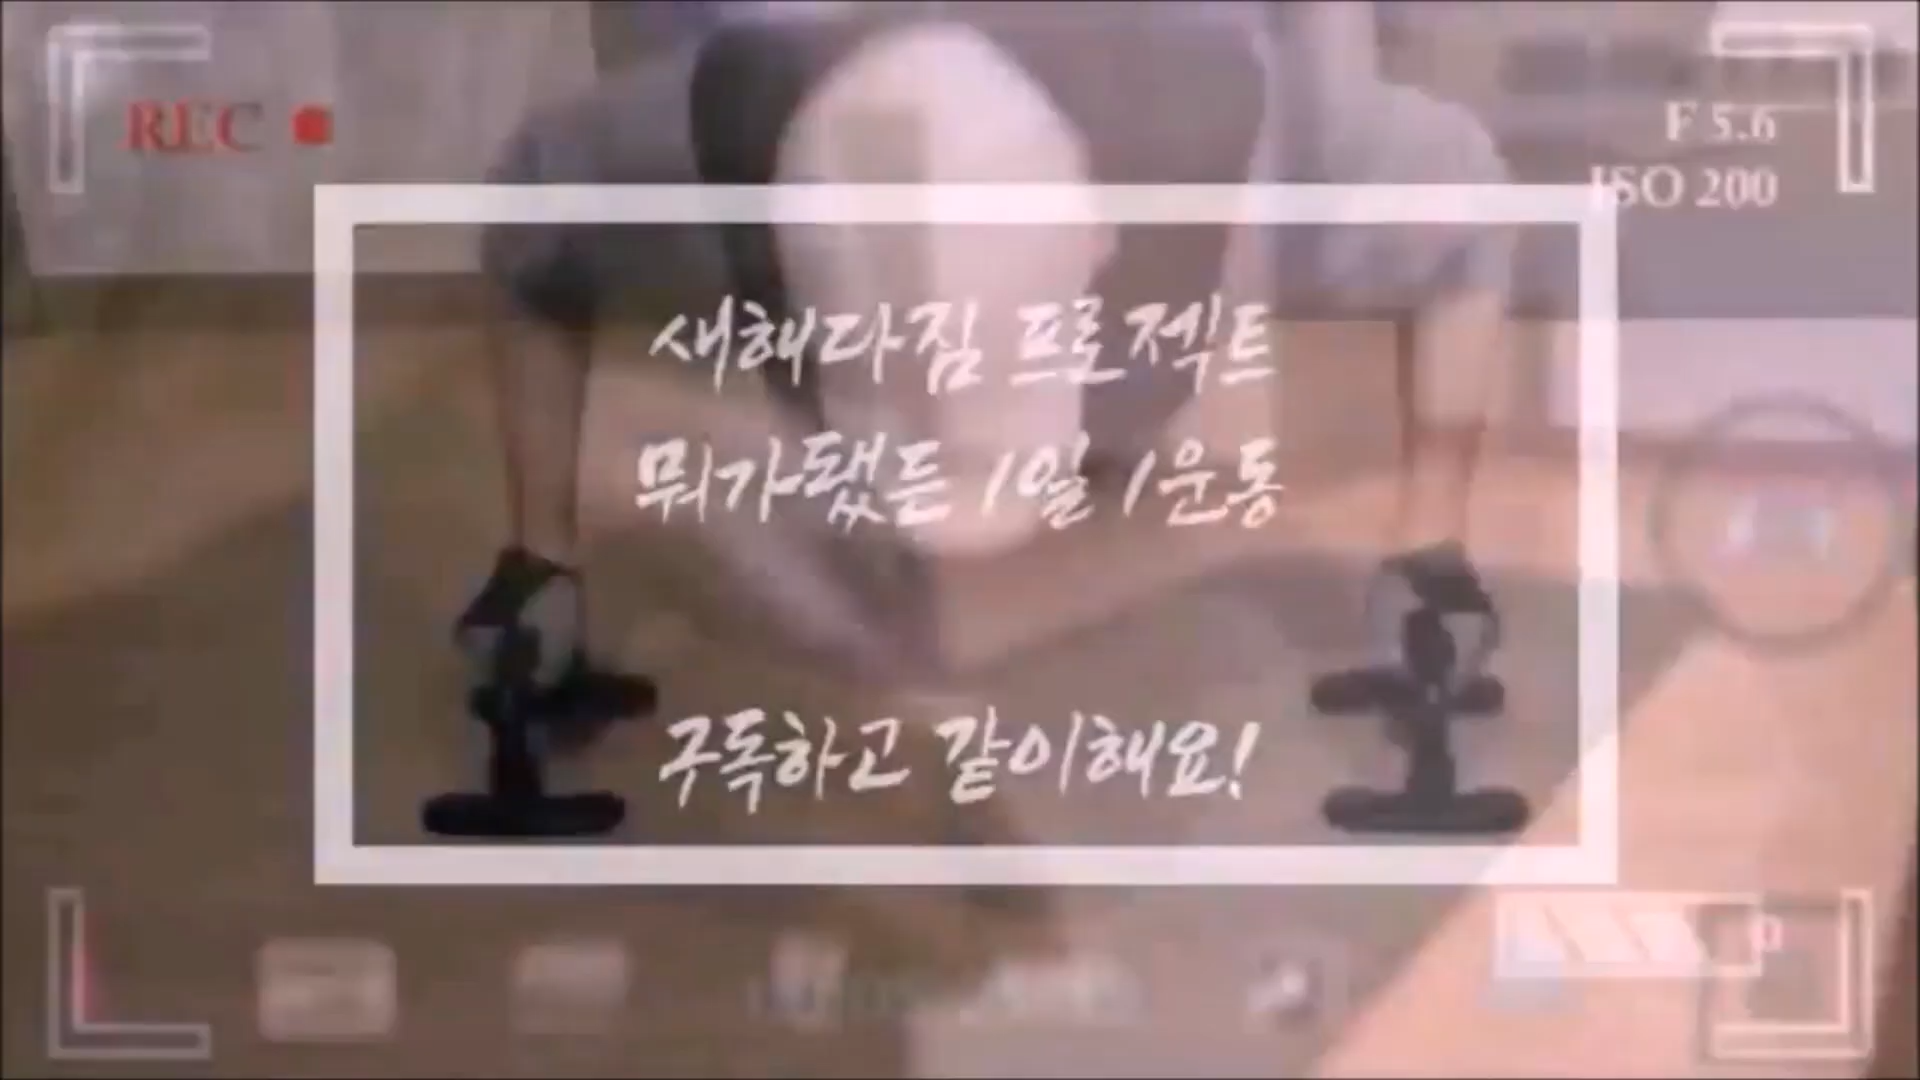 REC
F 5.6
ISO 200
새해다짐 프로젝트
뭐가됐든 1일 1운동
구독하고 같이해요!